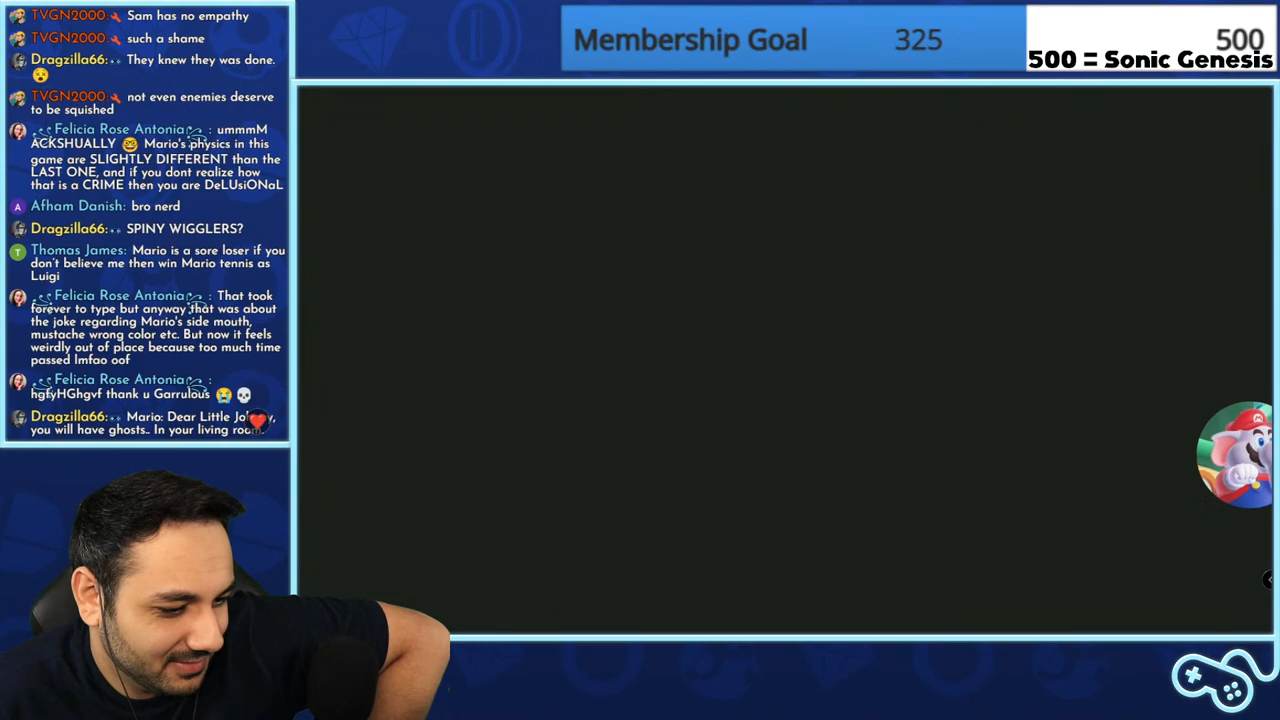 TVGN2000: Sam has no empathy
TVGN2000: such a shame
Dragzilla66: They knew they was done.
😧
TVGN2000: not even enemies deserve
to be squished
Felicia Rose Antonia : ummmM
ACKSHUALLY 🤓 Mario's physics in this
game are SLIGHTLY DIFFERENT than the
LAST ONE, and if you dont realize how
that is a CRIME then you are DeLUsiONaL
A Afham Danish: bro nerd
Dragzilla66: SPINY WIGGLERS?
T Thomas James: Mario is a sore loser if you
don't believe me then win Mario tennis as
Luigi
Felicia Rose Antonia : That took
forever to type but anyway that was about
the joke regarding Mario's side mouth,
mustache wrong color etc. But now it feels
weirdly out of place because too much time
passed lmfao oof
Felicia Rose Antonia :
hgfyHGhgvf thank u Garrulous 😭 💀
Dragzilla66: Mario: Dear Little
you will have ghosts.. In your living
Membership Goal 325 500
500 = Sonic Genesis
M